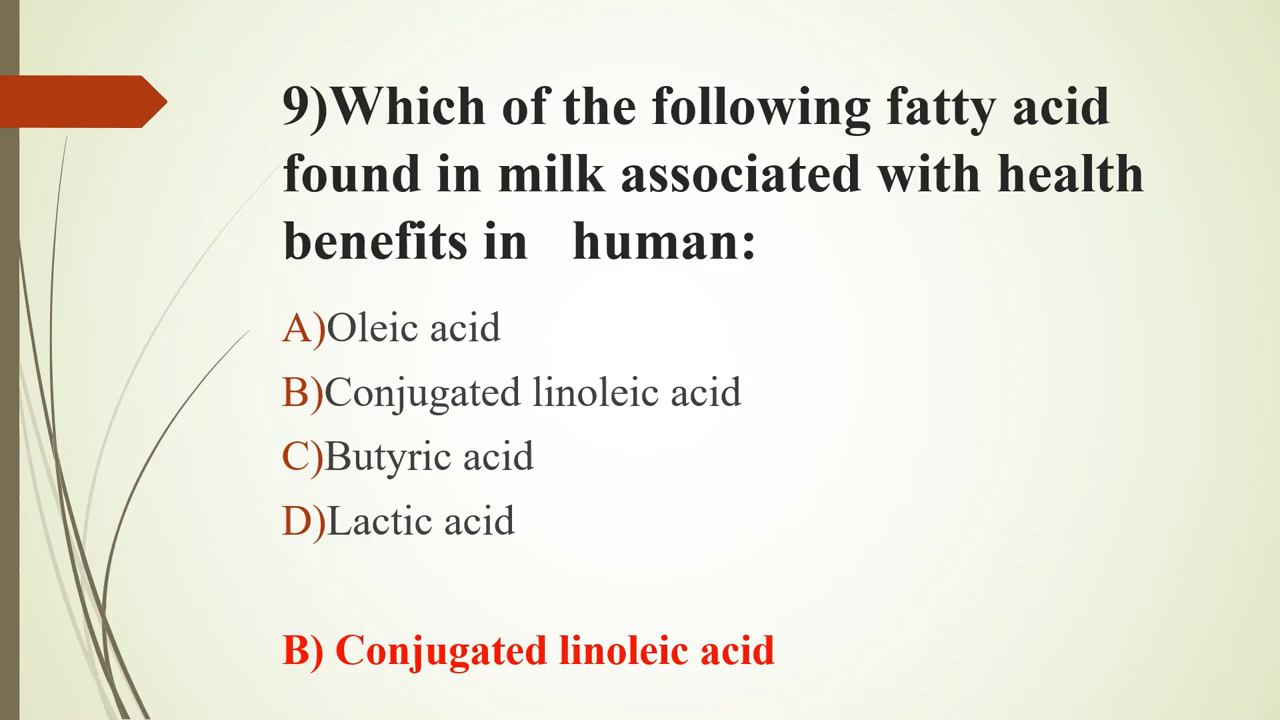 9)Which of the following fatty acid
found in milk associated with health
benefits in   human:
A)Oleic acid
B)Conjugated linoleic acid
C)Butyric acid
D)Lactic acid
B) Conjugated linoleic acid